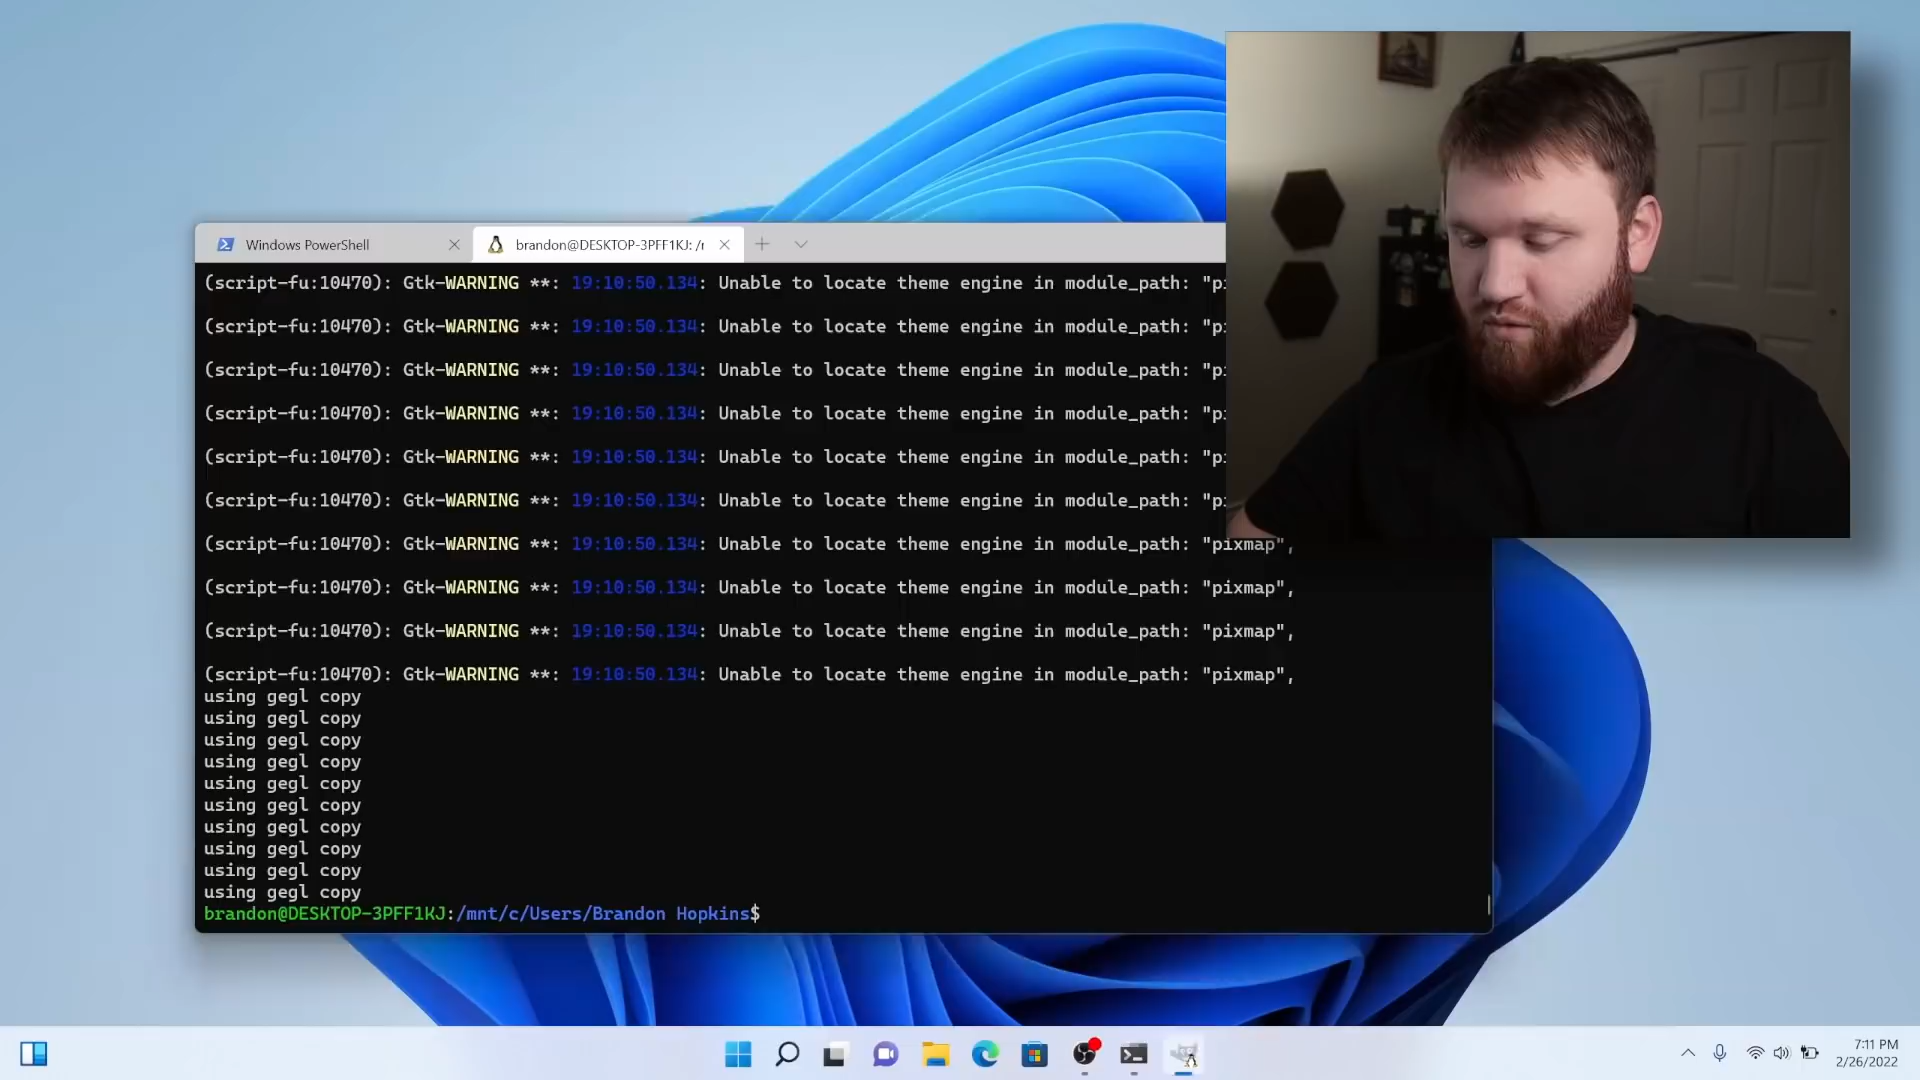 Windows PowerShell
brandon@DESKTOP-3PFF1KJ: /r
(script-fu:10470): Gtk-WARNING **: 19:10:50.134: Unable to locate theme engine in module_path: "pi
(script-fu:10470): Gtk-WARNING **: 19:10:50.134: Unable to locate theme engine in module_path: "pi
(script-fu:10470): Gtk-WARNING **: 19:10:50.134: Unable to locate theme engine in module_path: "pi
(script-fu:10470): Gtk-WARNING **: 19:10:50.134: Unable to locate theme engine in module_path: "pi
(script-fu:10470): Gtk-WARNING **: 19:10:50.134: Unable to locate theme engine in module_path: "pi
(script-fu:10470): Gtk-WARNING **: 19:10:50.134: Unable to locate theme engine in module_path: "pi
(script-fu:10470): Gtk-WARNING **: 19:10:50.134: Unable to locate theme engine in module_path: "pixmap",
(script-fu:10470): Gtk-WARNING **: 19:10:50.134: Unable to locate theme engine in module_path: "pixmap",
(script-fu:10470): Gtk-WARNING **: 19:10:50.134: Unable to locate theme engine in module_path: "pixmap",
(script-fu:10470): Gtk-WARNING **: 19:10:50.134: Unable to locate theme engine in module_path: "pixmap",
using gegl copy
using gegl copy
using gegl copy
using gegl copy
using gegl copy
using gegl copy
using gegl copy
using gegl copy
using gegl copy
using gegl copy
brandon@DESKTOP-3PFF1KJ:/mnt/c/Users/Brandon Hopkins$
7:11 PM
2/26/2022